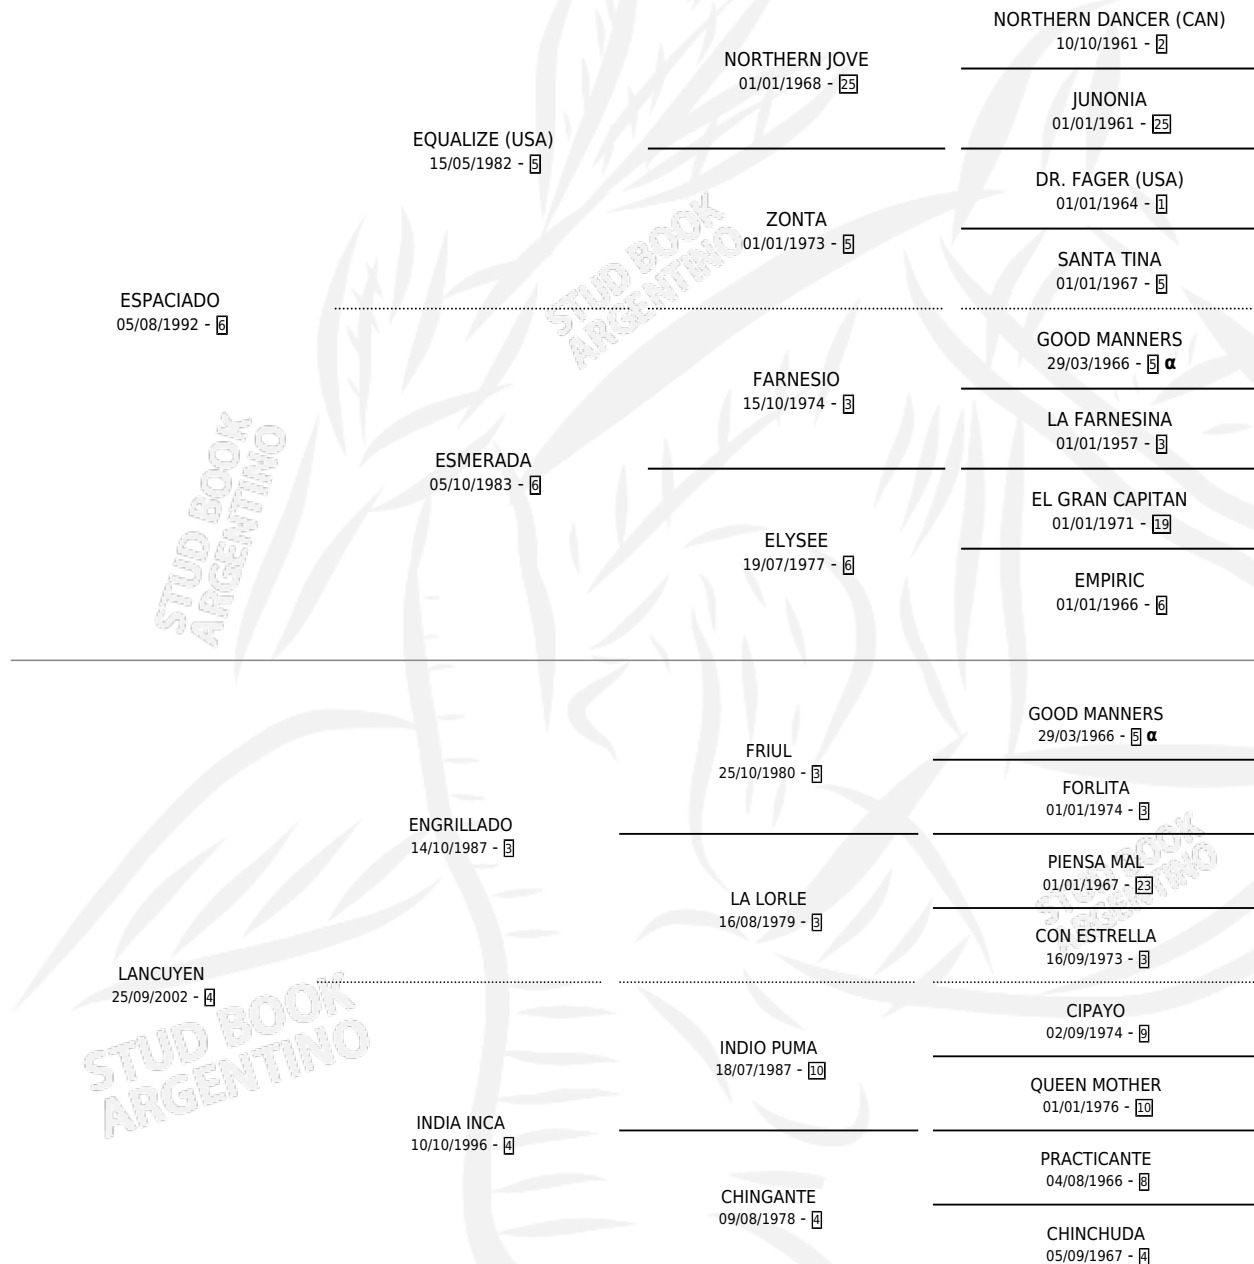 NORTHERN DANCER (CAN)
10/10/1961 - 2
NORTHERN JOVE
01/01/1968 - 25
JUNONIA
01/01/1961 - 25
EQUALIZE (USA)
15/05/1982 - 5
DR. FAGER (USA)
01/01/1964 - 1
ZONTA
01/01/1973 - 5
SANTA TINA
01/01/1967 - 5
ESPACIADO
05/08/1992 - 6
GOOD MANNERS
29/03/1966 - 5 α
FARNESIO
15/10/1974 - 3
LA FARNESINA
01/01/1957 - 3
ESMERADA
05/10/1983 - 6
EL GRAN CAPITAN
01/01/1971 - 19
ELYSEE
19/07/1977 - 6
EMPIRIC
01/01/1966 - 6
GOOD MANNERS
29/03/1966 - 5 α
FRIUL
25/10/1980 - 3
FORLITA
01/01/1974 - 3
ENGRILLADO
14/10/1987 - 3
PIENSA MAL
01/01/1967 - 23
LA LORLE
16/08/1979 - 3
CON ESTRELLA
16/09/1973 - 3
LANCUYEN
25/09/2002 - 4
CIPAYO
02/09/1974 - 9
INDIO PUMA
18/07/1987 - 10
QUEEN MOTHER
01/01/1976 - 10
INDIA INCA
10/10/1996 - 4
PRACTICANTE
04/08/1966 - 8
CHINGANTE
09/08/1978 - 4
CHINCHUDA
05/09/1967 - 4
STUD BOOK
ARGENTINO
STUD BOOK
ARGENTINO
STUD BOOK
ARGENTINO
STUD BOOK
ARGENTINO